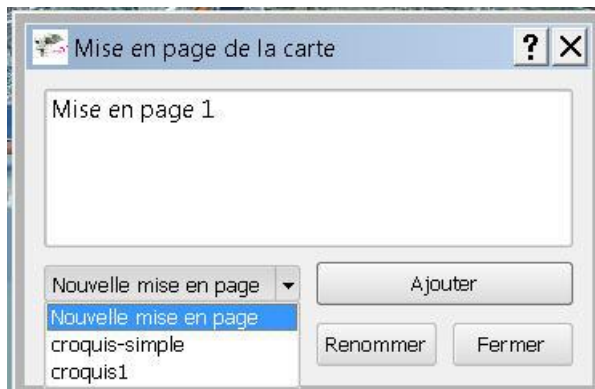 Mise en page de la carte
?
Mise en page 1
Nouvelle mise en page
Ajouter
Nouvelle mise en page
croquis-simple
croquis1
Renommer
Fermer